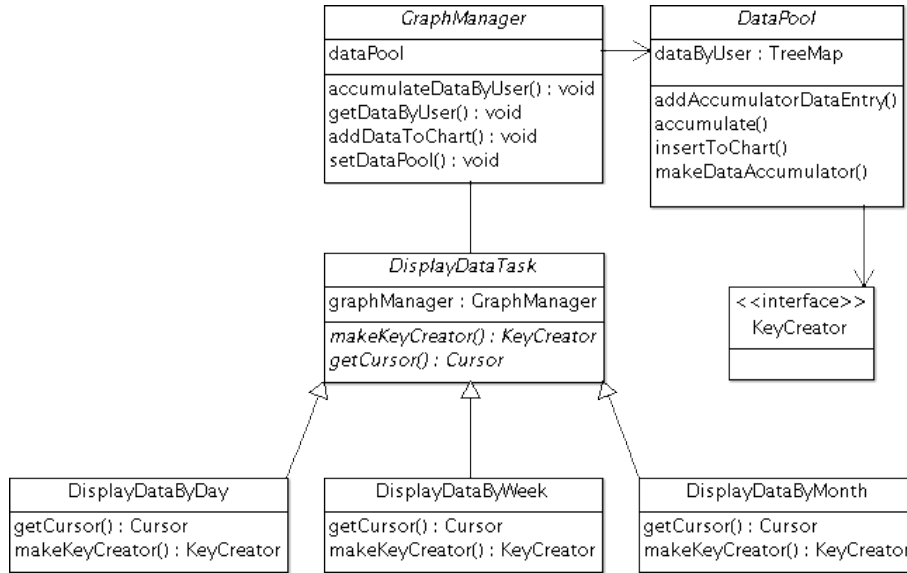 GraphManager
dataPool
accumulateDataByUser() : void
getDataByUser() : void
addDataToChart() : void
setDataPool() : void
DataPool
dataByUser : TreeMap
addAccumulatorDataEntry()
accumulate()
insertToChart()
makeDataAccumulator()
DisplayDataTask
graphManager : GraphManager
makeKeyCreator() : KeyCreator
getCursor() : Cursor
<<interface>>
KeyCreator
DisplayDataByDay
getCursor() : Cursor
makeKeyCreator() : KeyCreator
DisplayDataByWeek
getCursor() : Cursor
makeKeyCreator() : KeyCreator
DisplayDataByMonth
getCursor() : Cursor
makeKeyCreator() : KeyCreator